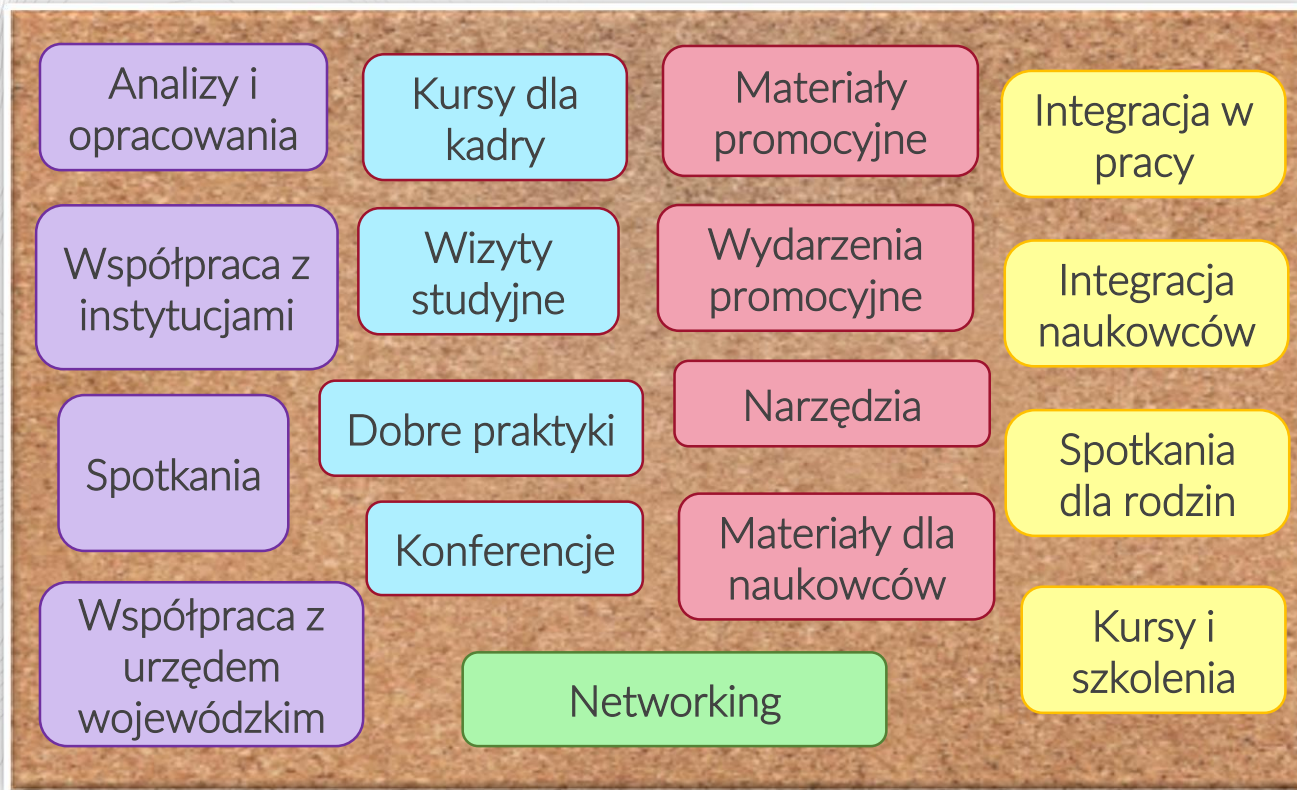 Analizy i
opracowania
Współpraca z
instytucjami
Spotkania
Współpraca z
urzędem
wojewódzkim
Kursy dla
kadry
Wizyty
studyjne
Dobre praktyki
Konferencje
Materiały
promocyjne
Wydarzenia
promocyjne
Narzędzia
Materiały dla
naukowców
Networking
Integracja w
pracy
Integracja
naukowców
Spotkania
dla rodzin
Kursy i
szkolenia